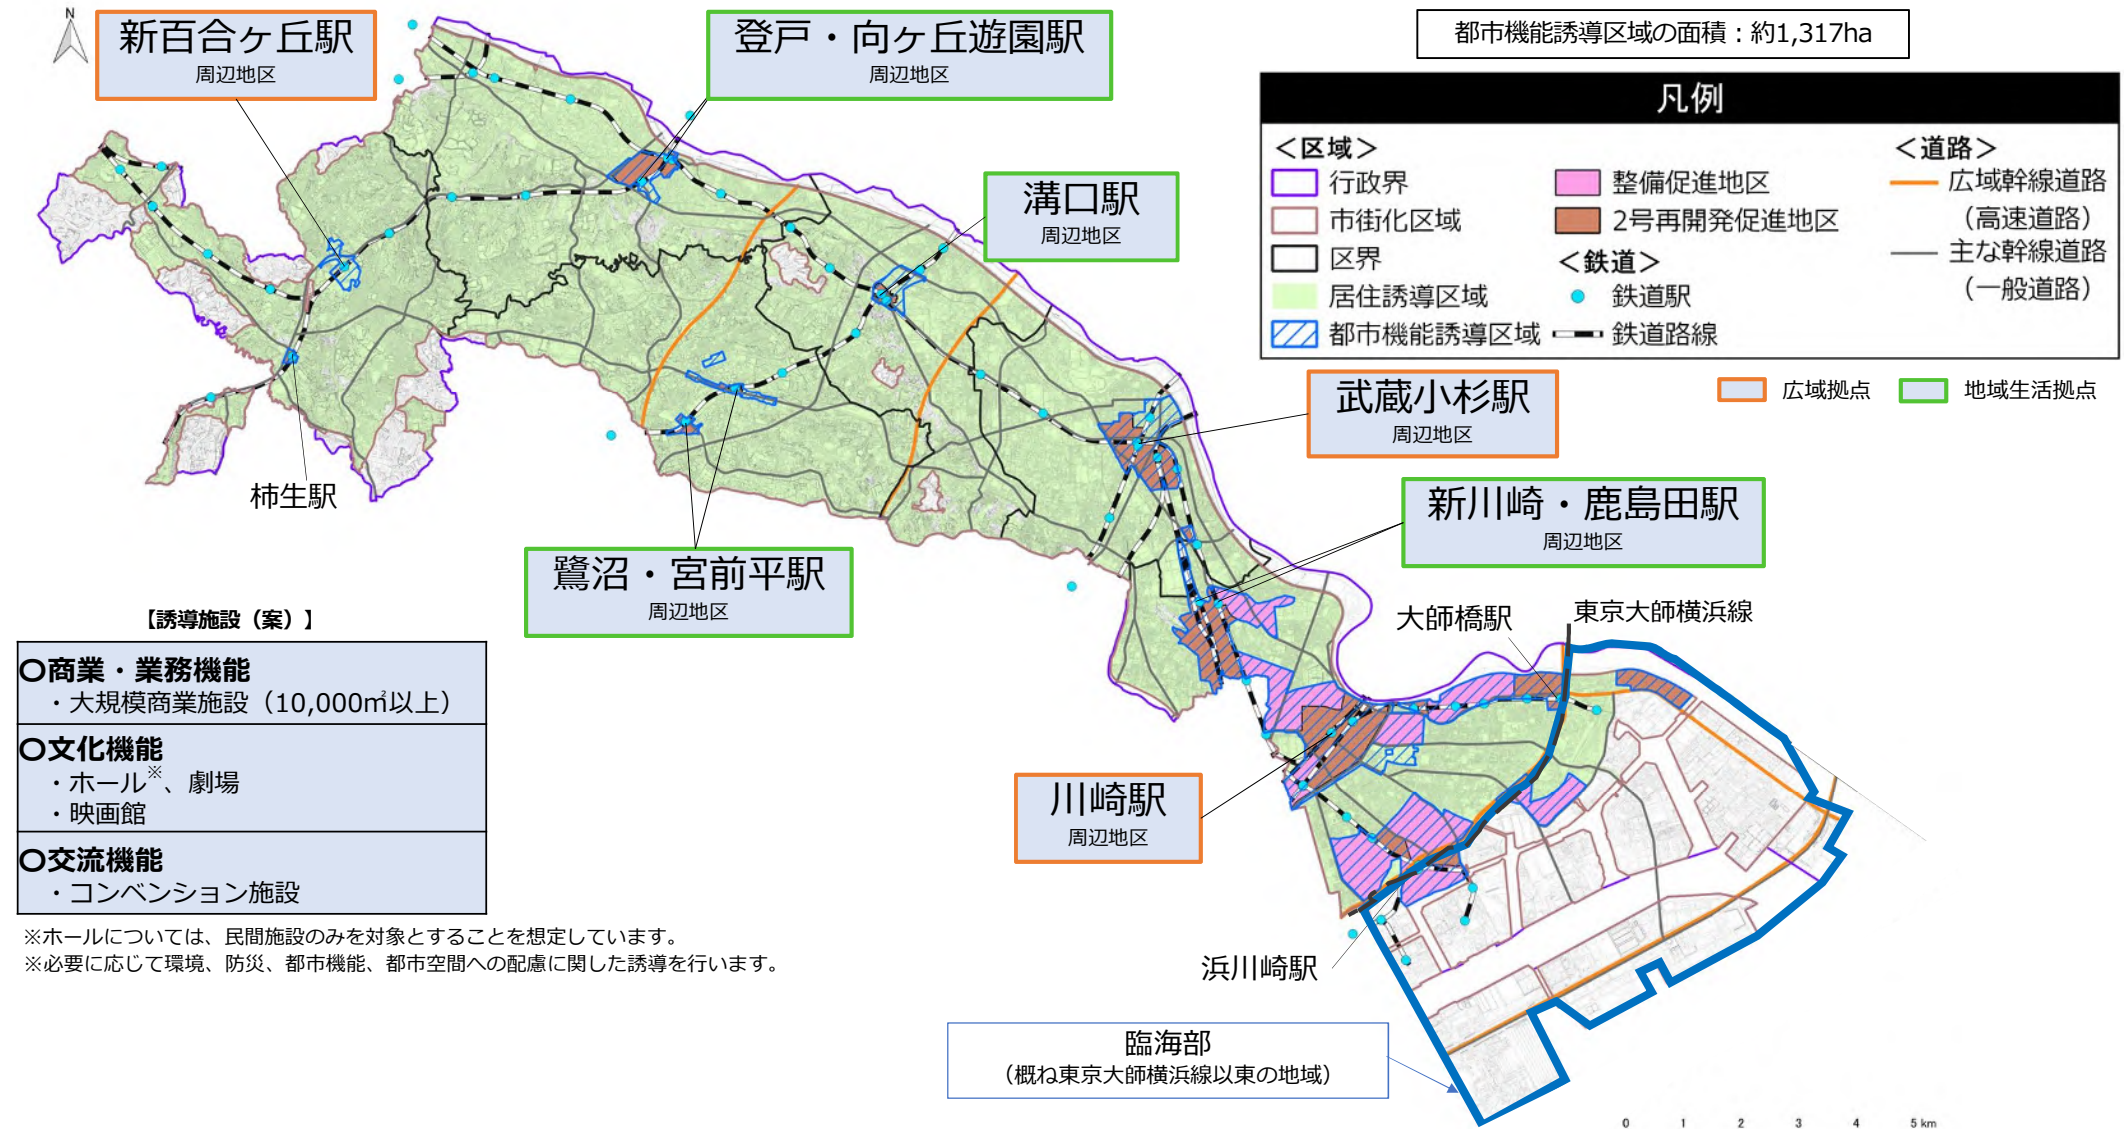 N
新百合ヶ丘駅
周辺地区
登戸・向ヶ丘遊園駅
周辺地区
都市機能誘導区域の面積：約1,317ha
凡例
＜区域＞
行政界
市街化区域
区界
居住誘導区域
都市機能誘導区域
整備促進地区
2号再開発促進地区
＜鉄道＞
鉄道駅
鉄道路線
＜道路＞
広域幹線道路
（高速道路）
主な幹線道路
（一般道路）
広域拠点
地域生活拠点
溝口駅
周辺地区
武蔵小杉駅
周辺地区
柿生駅
新川崎・鹿島田駅
周辺地区
鷺沼・宮前平駅
周辺地区
大師橋駅
東京大師横浜線
【誘導施設（案）】
〇商業・業務機能
・大規模商業施設（10,000㎡以上）
〇文化機能
・ホール※、劇場
・映画館
〇交流機能
・コンベンション施設
※ホールについては、民間施設のみを対象とすることを想定しています。
※必要に応じて環境、防災、都市機能、都市空間への配慮に関した誘導を行います。
川崎駅
周辺地区
浜川崎駅
臨海部
（概ね東京大師横浜線以東の地域）
0 1 2 3 4 5 km